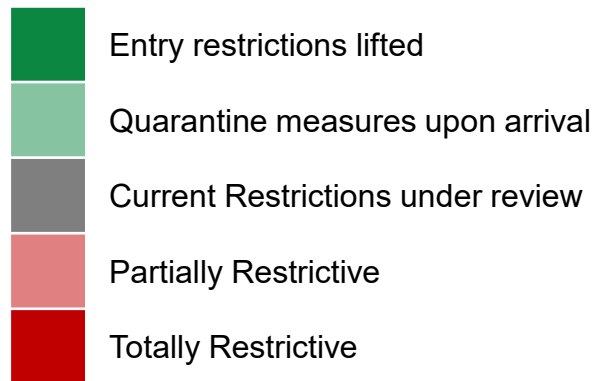 Entry restrictions lifted
Quarantine measures upon arrival
Current Restrictions under review
Partially Restrictive
Totally Restrictive